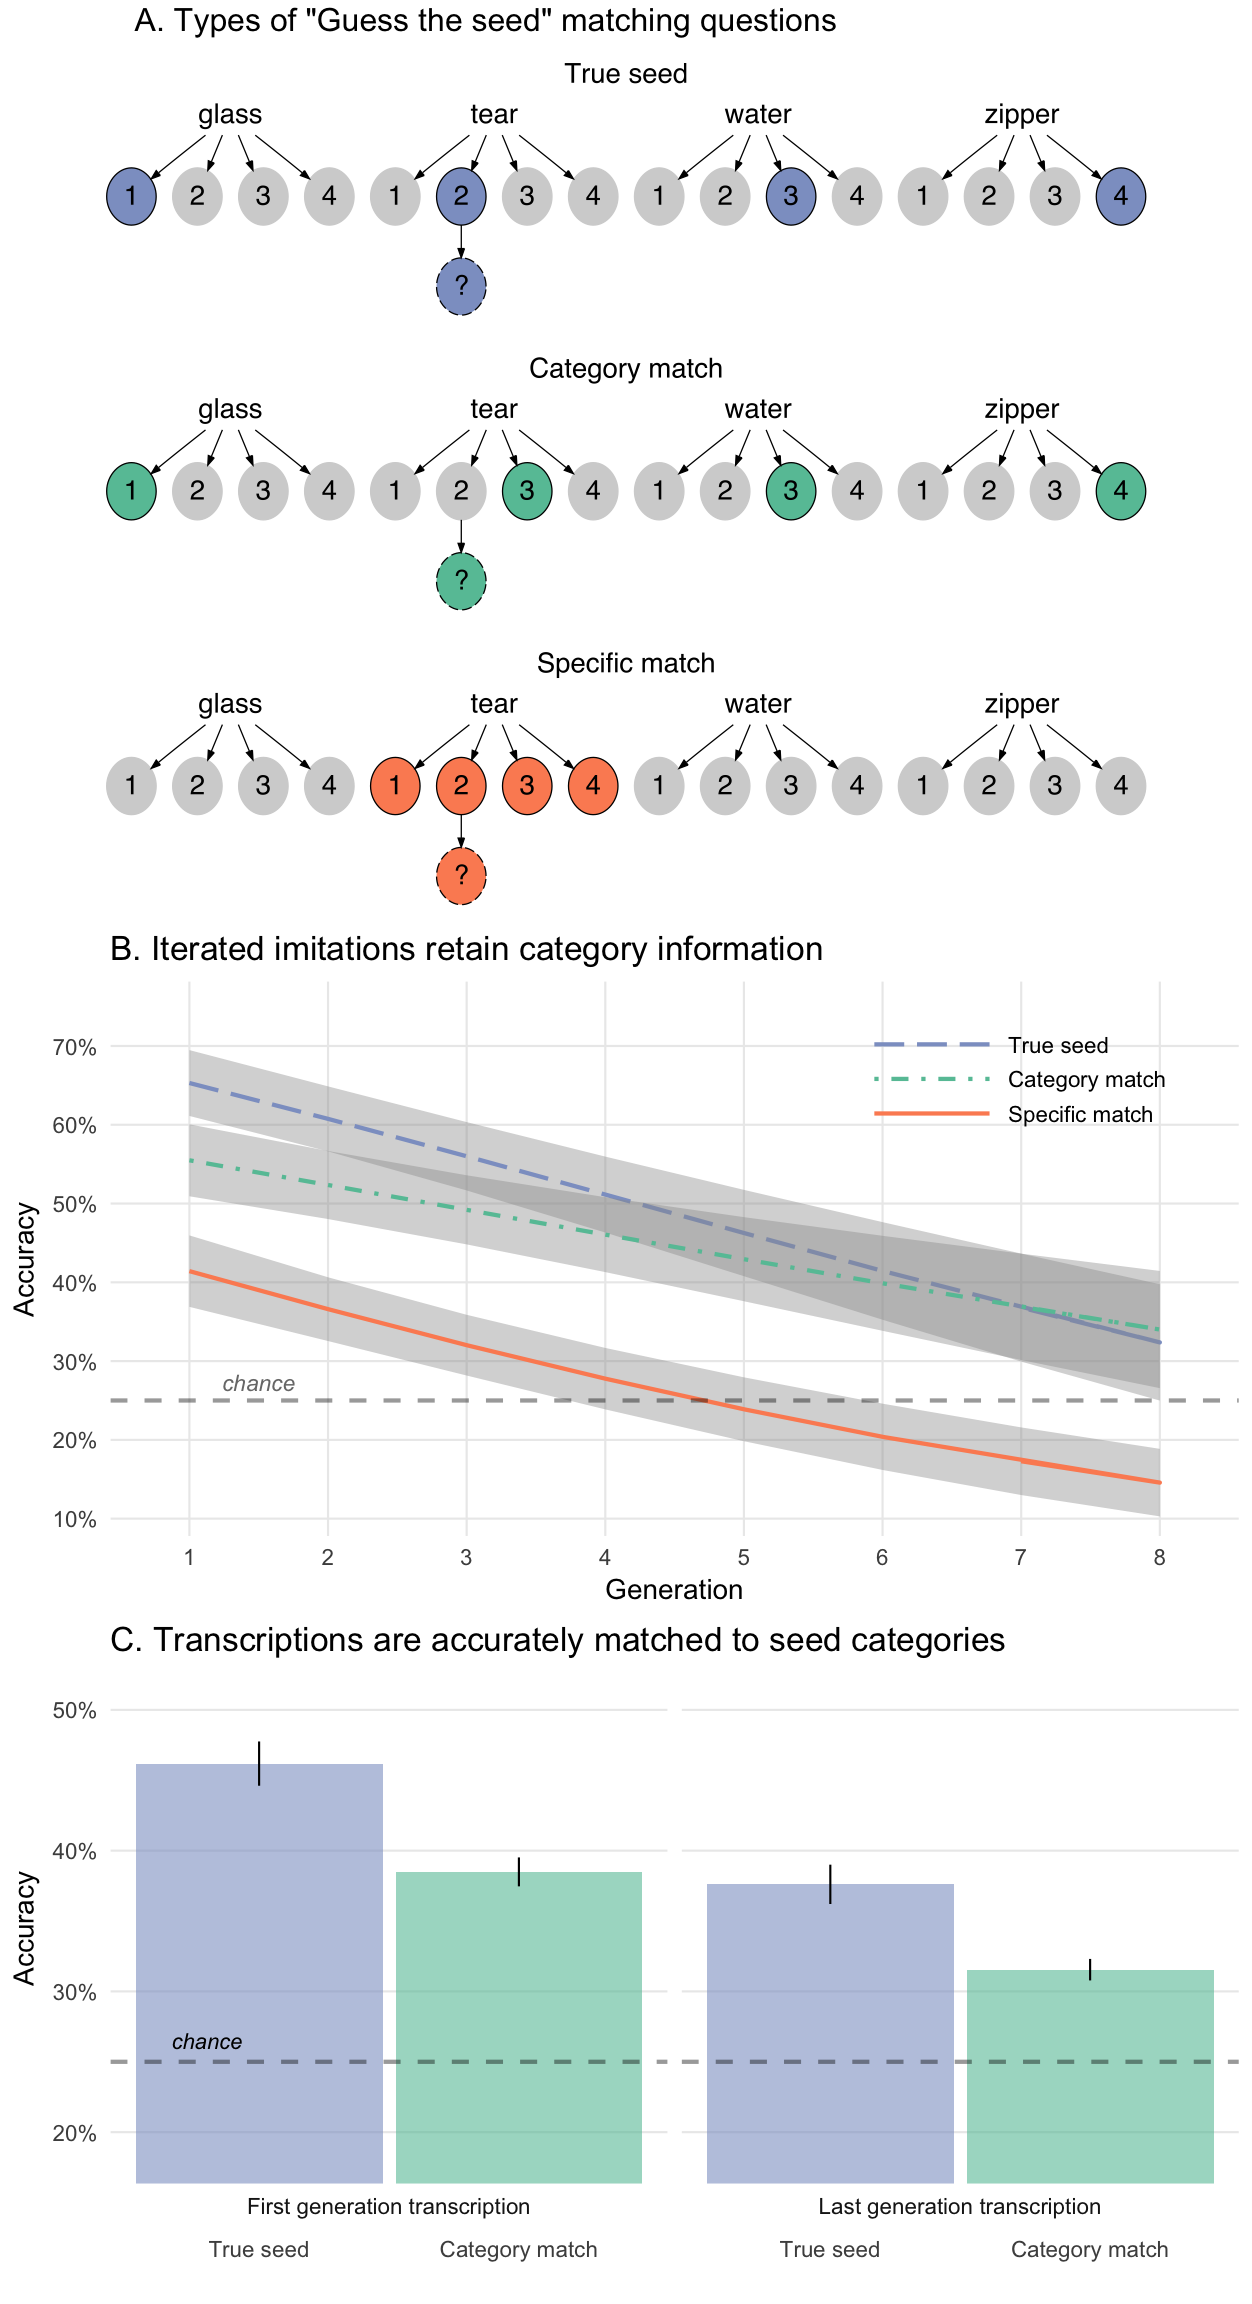 A. Types of "Guess the seed" matching questions
True seed
glass tear water zipper
1 2 3 4 1 2 3 4 1 2 3 4 1 2 3 4
?
Category match
glass tear water zipper
1 2 3 4 1 2 3 4 1 2 3 4 1 2 3 4
?
Specific match
glass tear water zipper
1 2 3 4 1 2 3 4 1 2 3 4 1 2 3 4
?
B. Iterated imitations retain category information
70%
60%
50%
40%
30%
20%
10%
Accuracy
True seed
Category match
Specific match
chance
1 2 3 4 5 6 7 8
Generation
C. Transcriptions are accurately matched to seed categories
50%
40%
30%
20%
Accuracy
chance
First generation transcription Last generation transcription
True seed Category match True seed Category match